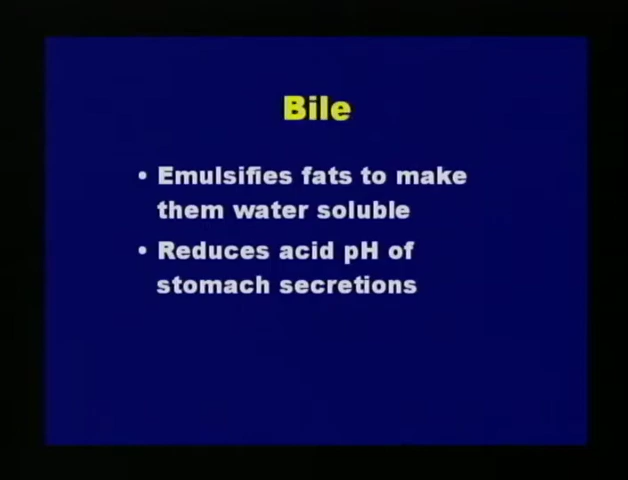 Bile
• Emulsifies fats to make
them water soluble
• Reduces acid pH of
stomach secretions